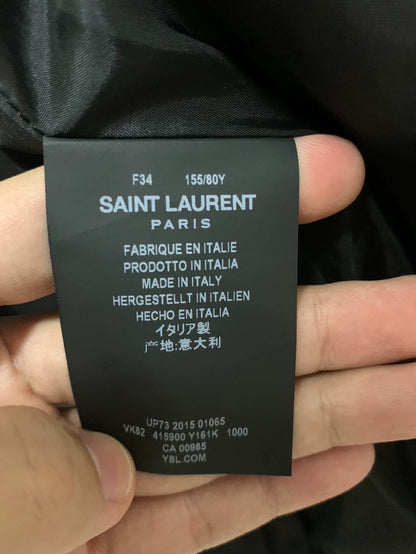 F34 155/80Y
SAINT LAURENT
PARIS
FABRIQUE EN ITALIE
PRODOTTO IN ITALIA
MADE IN ITALY
HERGESTELLT IN ITALIEN
HECHO EN ITALIA
イタリア製
产地:意大利
UP73 2015 01065
VK82 415900 Y161K 1000
CA 00985
YSL.COM